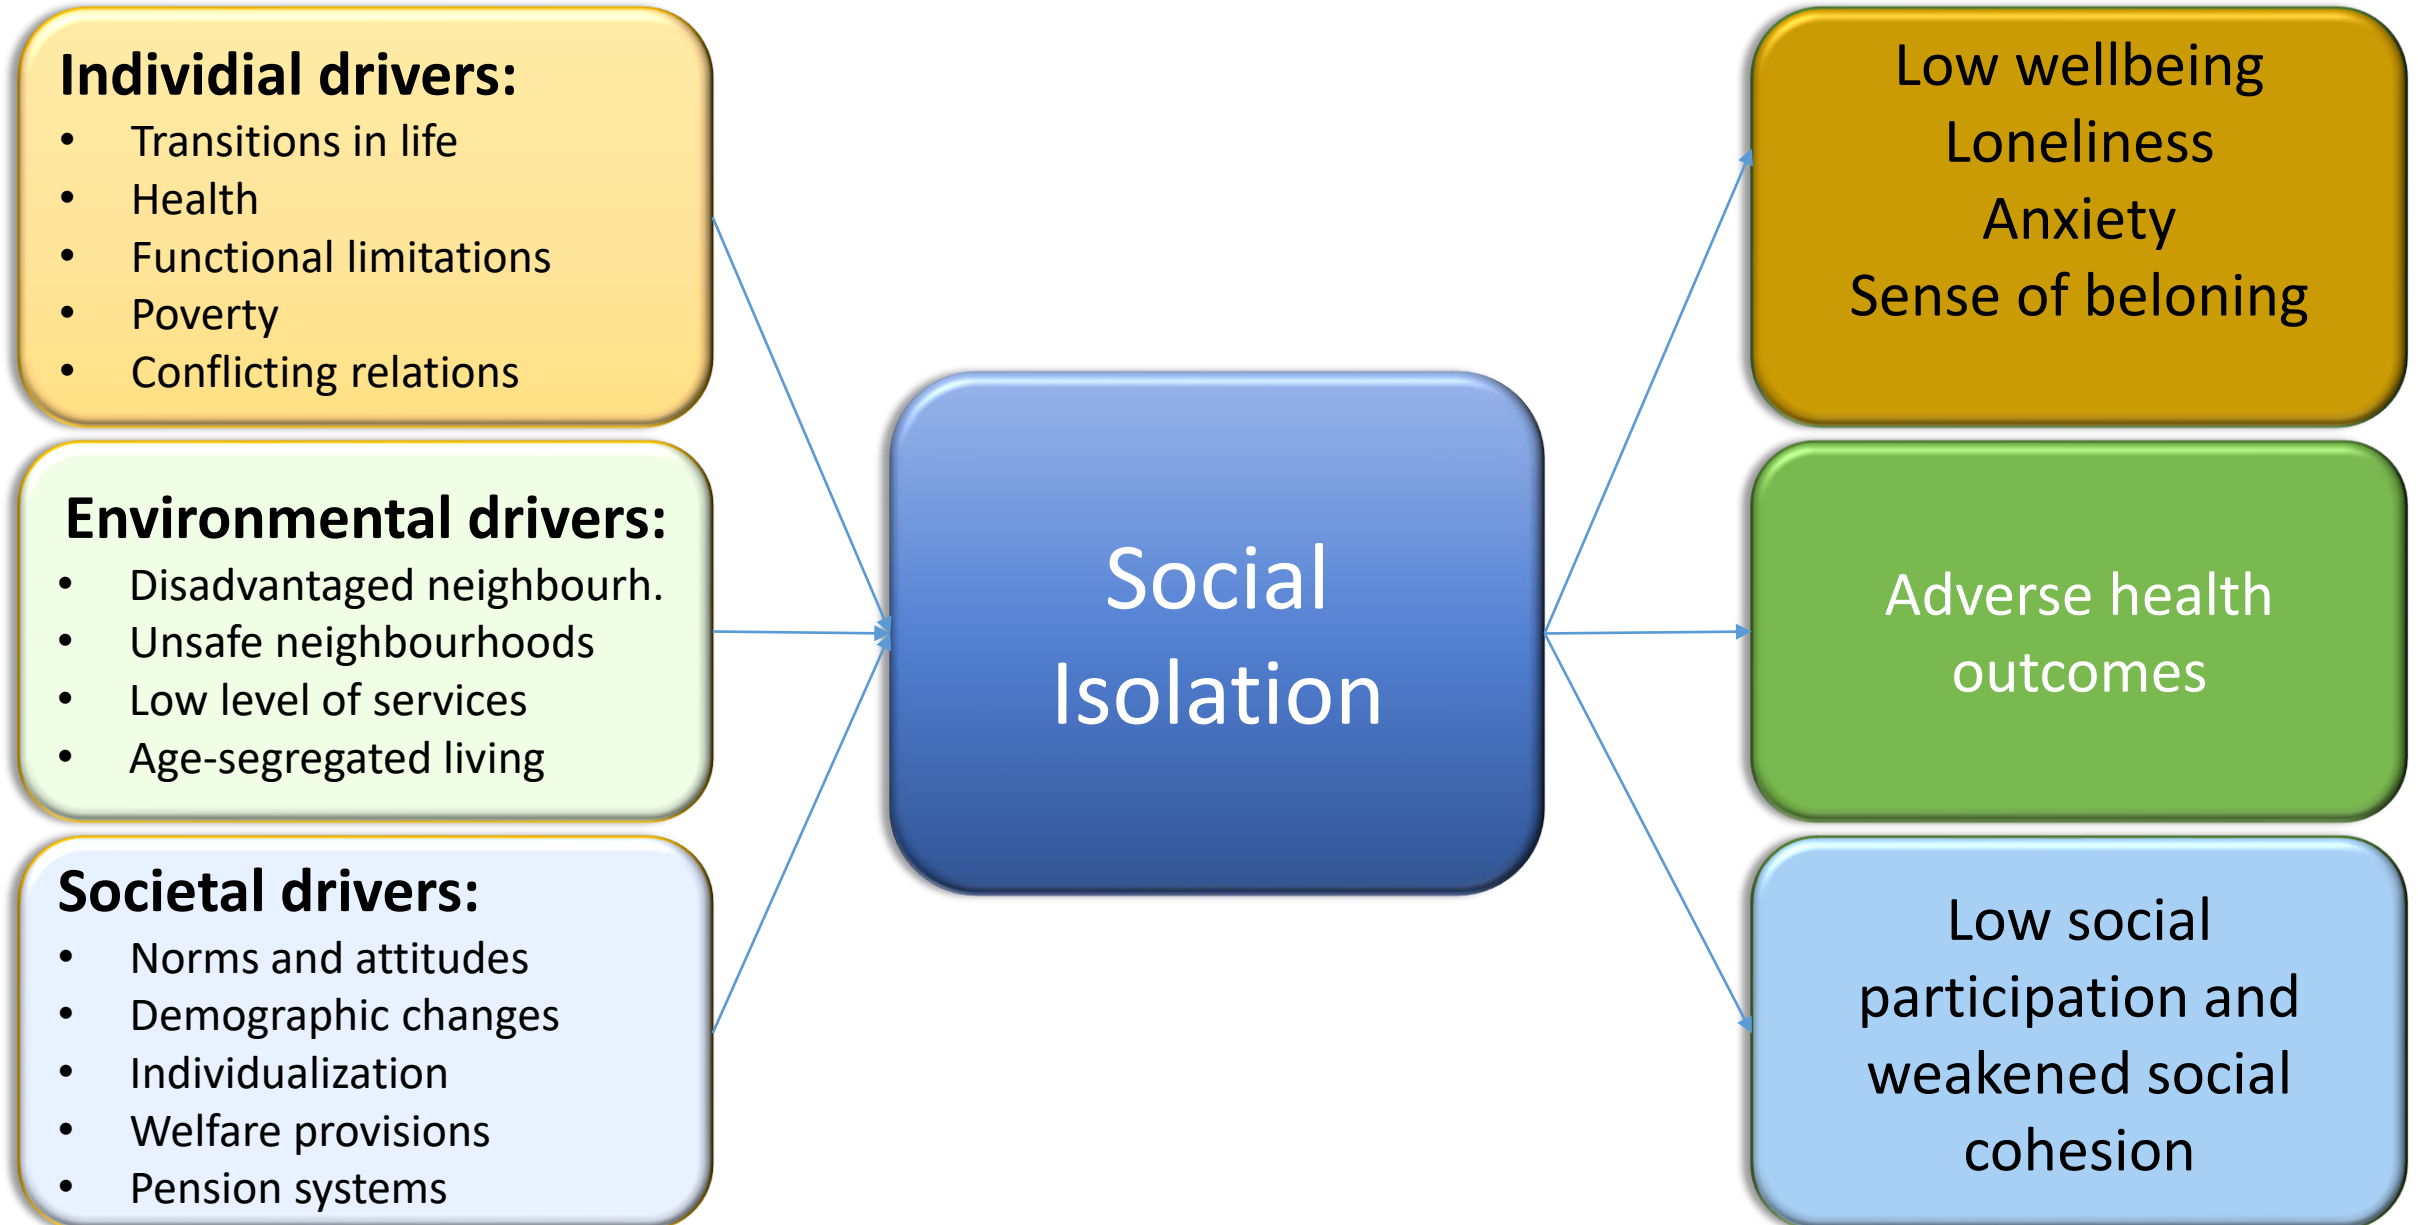 Individial drivers:
• Transitions in life
• Health
• Functional limitations
• Poverty
• Conflicting relations
Environmental drivers:
• Disadvantaged neighbourh.
• Unsafe neighbourhoods
• Low level of services
• Age-segregated living
Societal drivers:
• Norms and attitudes
• Demographic changes
• Individualization
• Welfare provisions
• Pension systems
Social
Isolation
Low wellbeing
Loneliness
Anxiety
Sense of beloning
Adverse health
outcomes
Low social
participation and
weakened social
cohesion